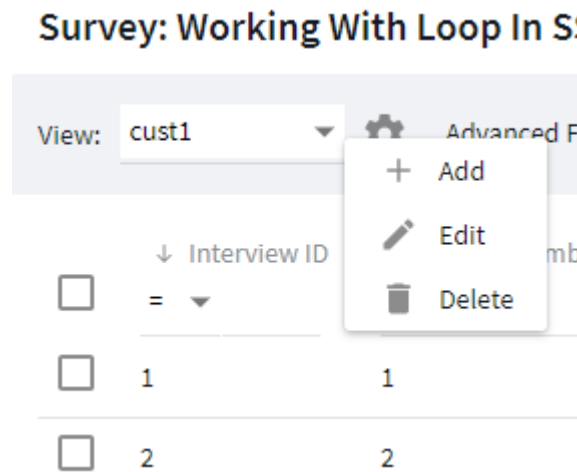 Survey: Working With Loop In
View: cust1 Advanced
Add
Edit
↓ Interview ID
Delete
=
1 1
2 2